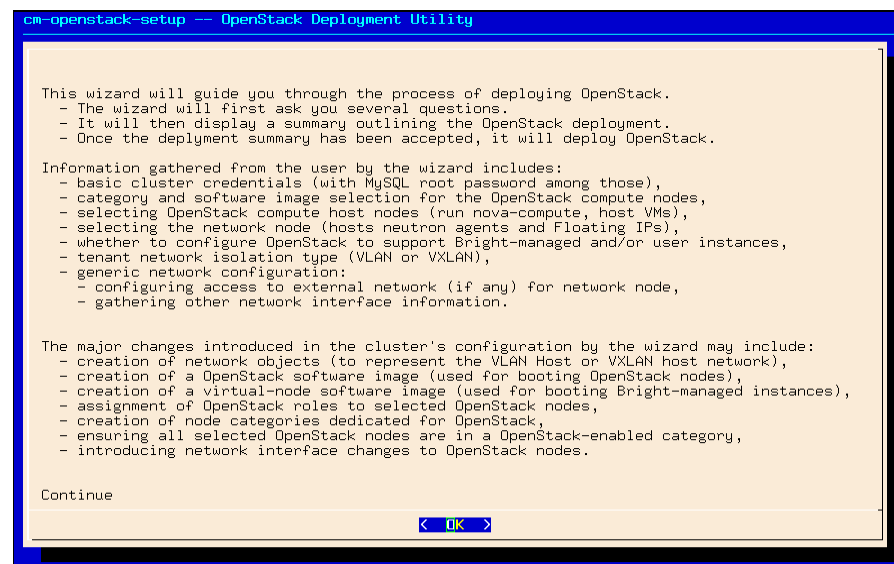 cm-openstack-setup -- OpenStack Deployment Utility
This wizard will guide you through the process of deploying OpenStack.
- The wizard will first ask you several questions.
- It will then display a summary outlining the OpenStack deployment.
- Once the deplyment summary has been accepted, it will deploy OpenStack.
Information gathered from the user by the wizard includes:
- basic cluster credentials (with MySQL root password among those),
- category and software image selection for the OpenStack compute nodes,
- selecting OpenStack compute host nodes (run nova-compute, host VMs),
- selecting the network node (hosts neutron agents and Floating IPs),
- whether to configure OpenStack to support Bright-managed and/or user instances,
- tenant network isolation type (VLAN or VXLAN),
- generic network configuration:
- configuring access to external network (if any) for network node,
- gathering other network interface information.
The major changes introduced in the cluster's configuration by the wizard may include:
- creation of network objects (to represent the VLAN Host or VXLAN host network),
- creation of a OpenStack software image (used for booting OpenStack nodes),
- creation of a virtual-node software image (used for booting Bright-managed instances),
- assignment of OpenStack roles to selected OpenStack nodes,
- creation of node categories dedicated for OpenStack,
- ensuring all selected OpenStack nodes are in a OpenStack-enabled category,
- introducing network interface changes to OpenStack nodes.
Continue
< OK >